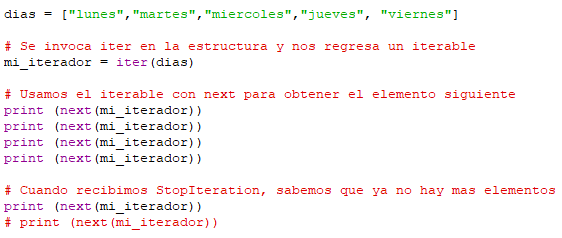 dias = ["lunes","martes","miercoles","jueves", "viernes"]
# Se invoca iter en la estructura y nos regresa un iterable
mi_iterador = iter(dias)
# Usamos el iterable con next para obtener el elemento siguiente
print (next(mi_iterador))
print (next(mi_iterador))
print (next(mi_iterador))
print (next(mi_iterador))
# Cuando recibimos StopIteration, sabemos que ya no hay mas elementos
print (next(mi_iterador))
# print (next(mi_iterador))